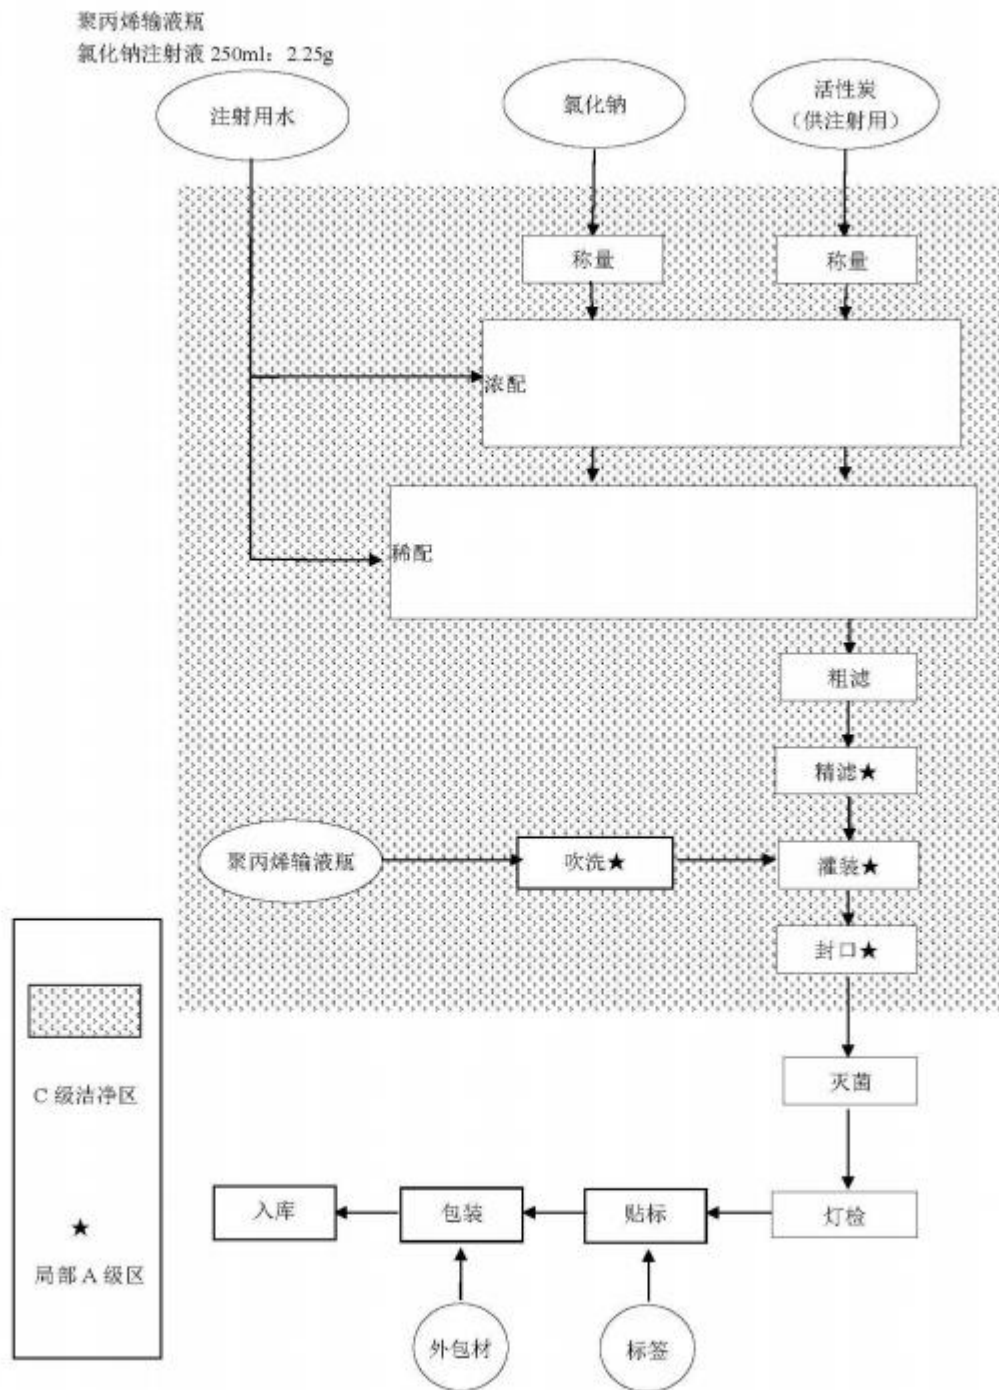 聚丙烯输液瓶
氯化钠注射液 250ml：2.25g
注射用水
氯化钠
活性炭
（供注射用）
称量
称量
浓配
稀配
粗滤
精滤★
聚丙烯输液瓶
吹洗★
灌装★
封口★
C 级洁净区
★
局部 A 级区
灭菌
灯检
贴标
包装
入库
外包材
标签